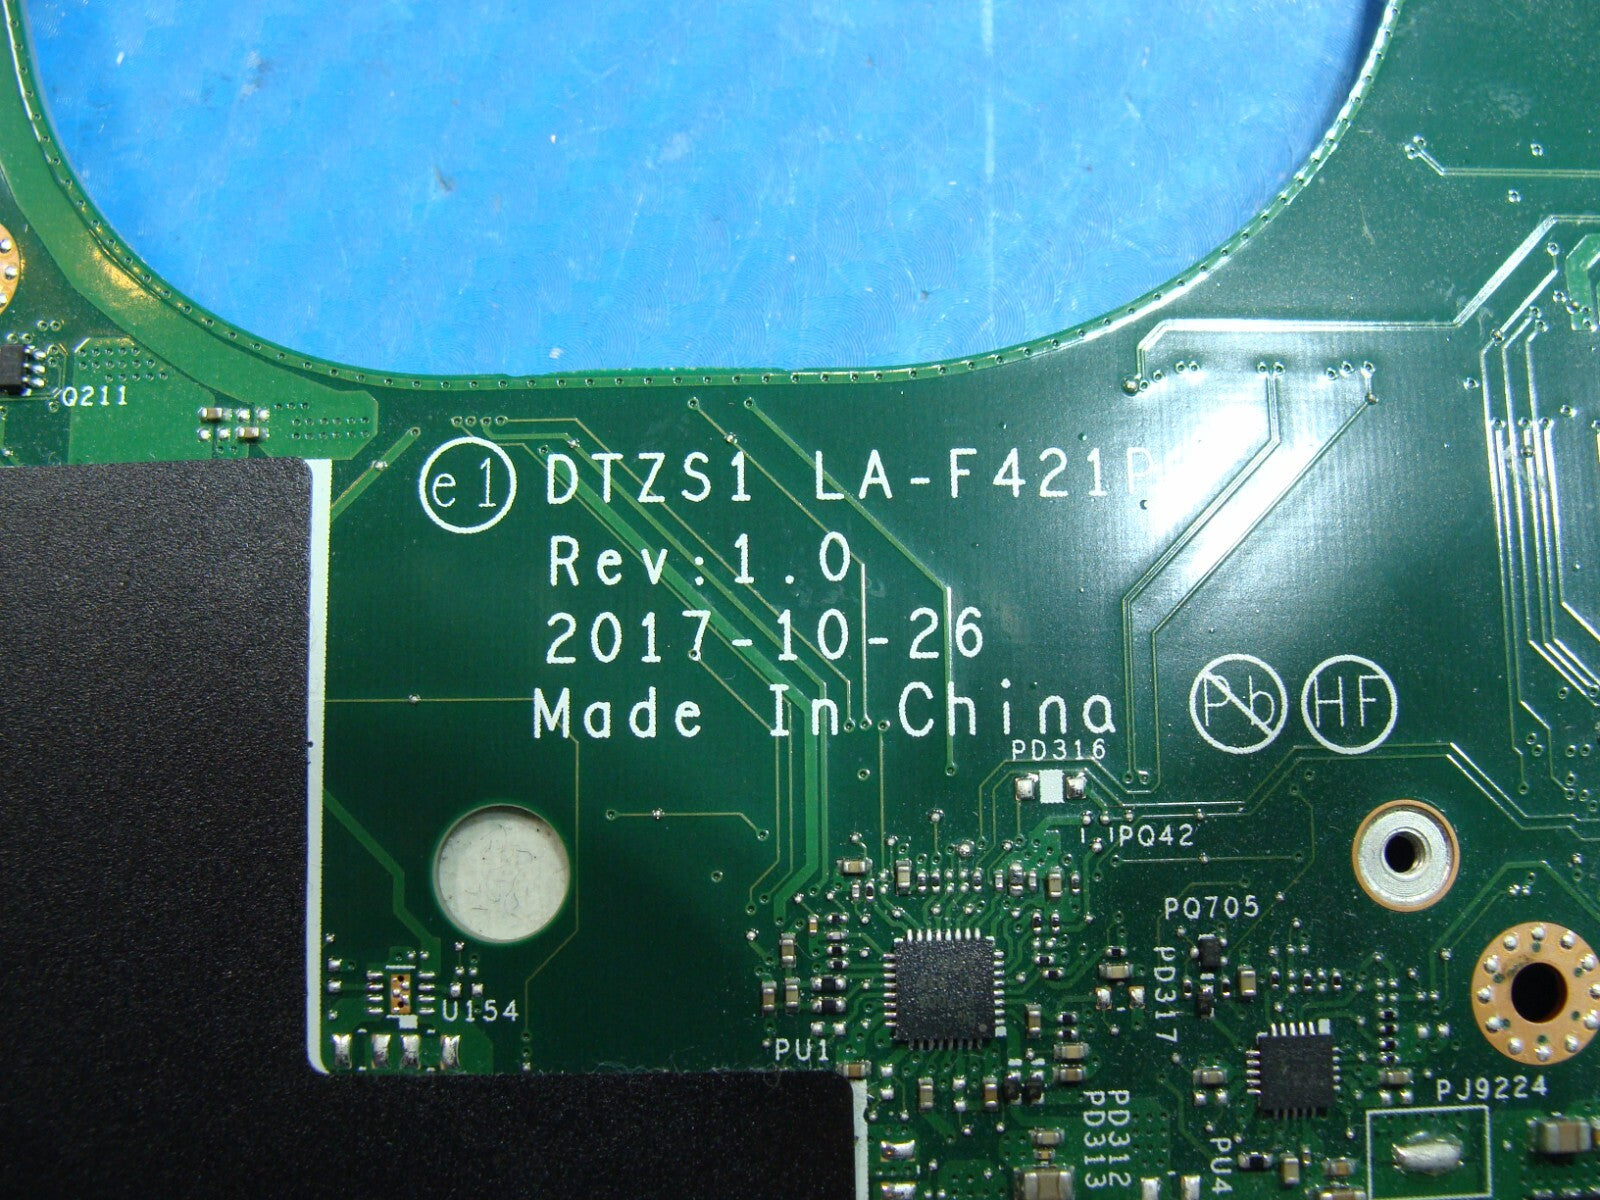 Q211
e1 DTZS1 LA-F421P
Rev:1.0
2017-10-26
Made In China
Pb HF
PD316
PQ42
PQ705
PD317
U154
PU1
PJ9224
PD312
PD313
PU4